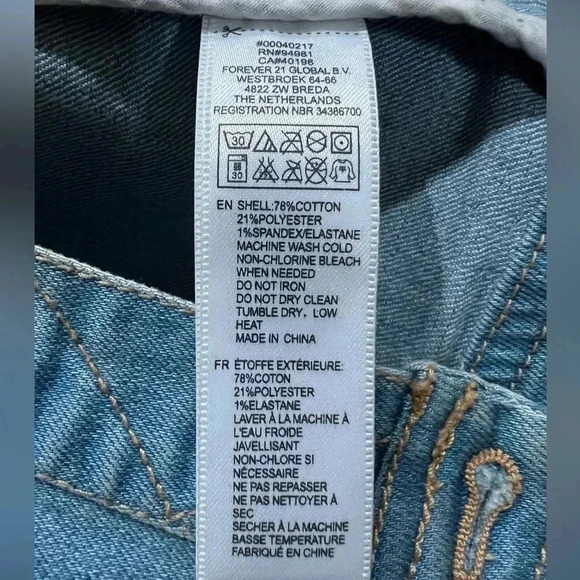 #00040217
RN#94981
CA#40196
FOREVER 21 GLOBAL B.V.
WESTBROEK 64-66
4822 ZW BREDA
THE NETHERLANDS
REGISTRATION NBR 34386700
30
30
EN SHELL:78%COTTON
21%POLYESTER
1%SPANDEX/ELASTANE
MACHINE WASH COLD
NON-CHLORINE BLEACH
WHEN NEEDED
DO NOT IRON
DO NOT DRY CLEAN
TUMBLE DRY, LOW
HEAT
MADE IN CHINA
FR ÉTOFFE EXTÉRIEURE:
78%COTON
21%POLYESTER
1%ELASTANE
LAVER À LA MACHINE À
L'EAU FROIDE
JAVELLISANT
NON-CHLORE SI
NÉCESSAIRE
NE PAS REPASSER
NE PAS NETTOYER À
SEC
SECHER À LA MACHINE
BASSE TEMPERATURE
FABRIQUÉ EN CHINE